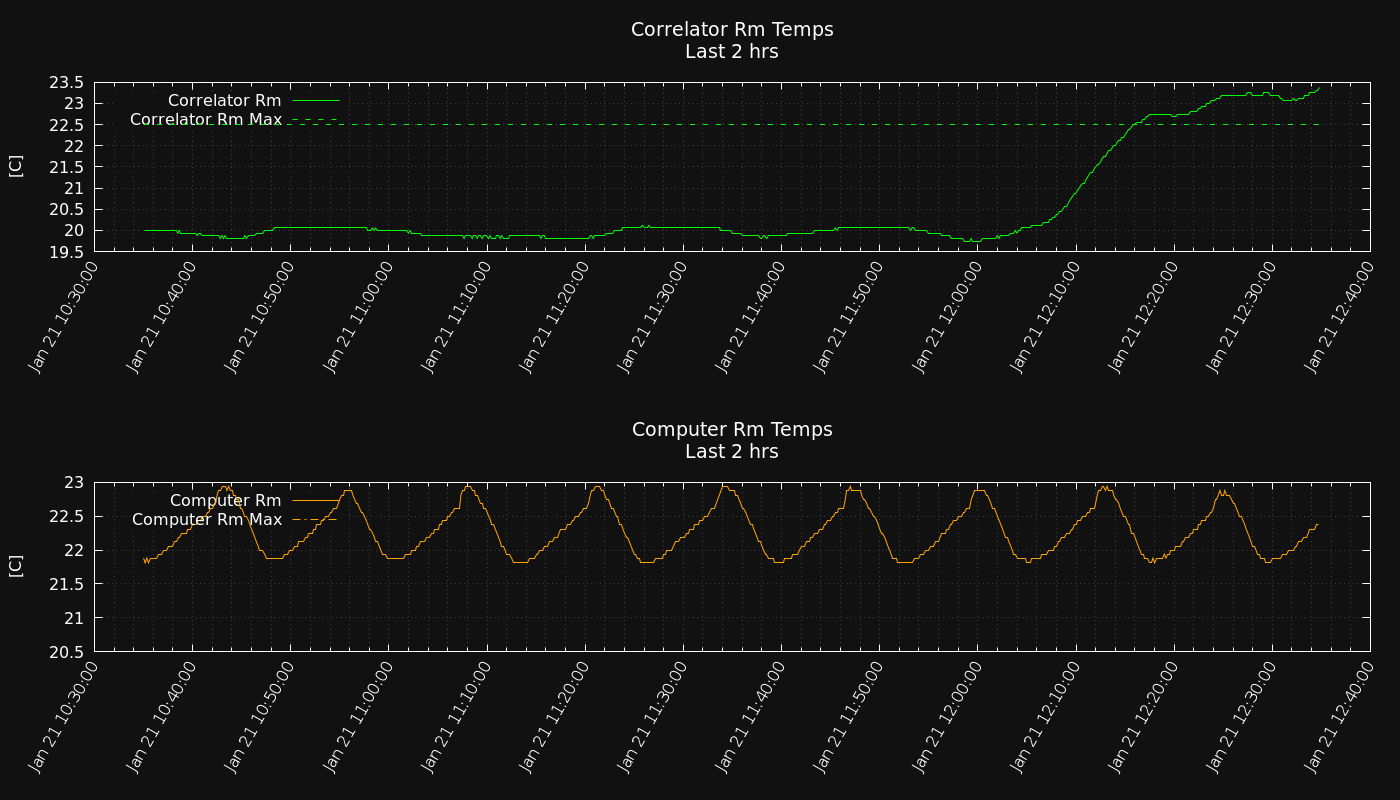 Correlator Rm Temps
Last 2 hrs
23.5
23
22.5
22
21.5
21
20.5
20
19.5
[C]
Correlator Rm
Correlator Rm Max
Jan 21 10:30:00
Jan 21 10:40:00
Jan 21 10:50:00
Jan 21 11:00:00
Jan 21 11:10:00
Jan 21 11:20:00
Jan 21 11:30:00
Jan 21 11:40:00
Jan 21 11:50:00
Jan 21 12:00:00
Jan 21 12:10:00
Jan 21 12:20:00
Jan 21 12:30:00
Jan 21 12:40:00
Computer Rm Temps
Last 2 hrs
23
22.5
22
21.5
21
20.5
[C]
Computer Rm
Computer Rm Max
Jan 21 10:30:00
Jan 21 10:40:00
Jan 21 10:50:00
Jan 21 11:00:00
Jan 21 11:10:00
Jan 21 11:20:00
Jan 21 11:30:00
Jan 21 11:40:00
Jan 21 11:50:00
Jan 21 12:00:00
Jan 21 12:10:00
Jan 21 12:20:00
Jan 21 12:30:00
Jan 21 12:40:00